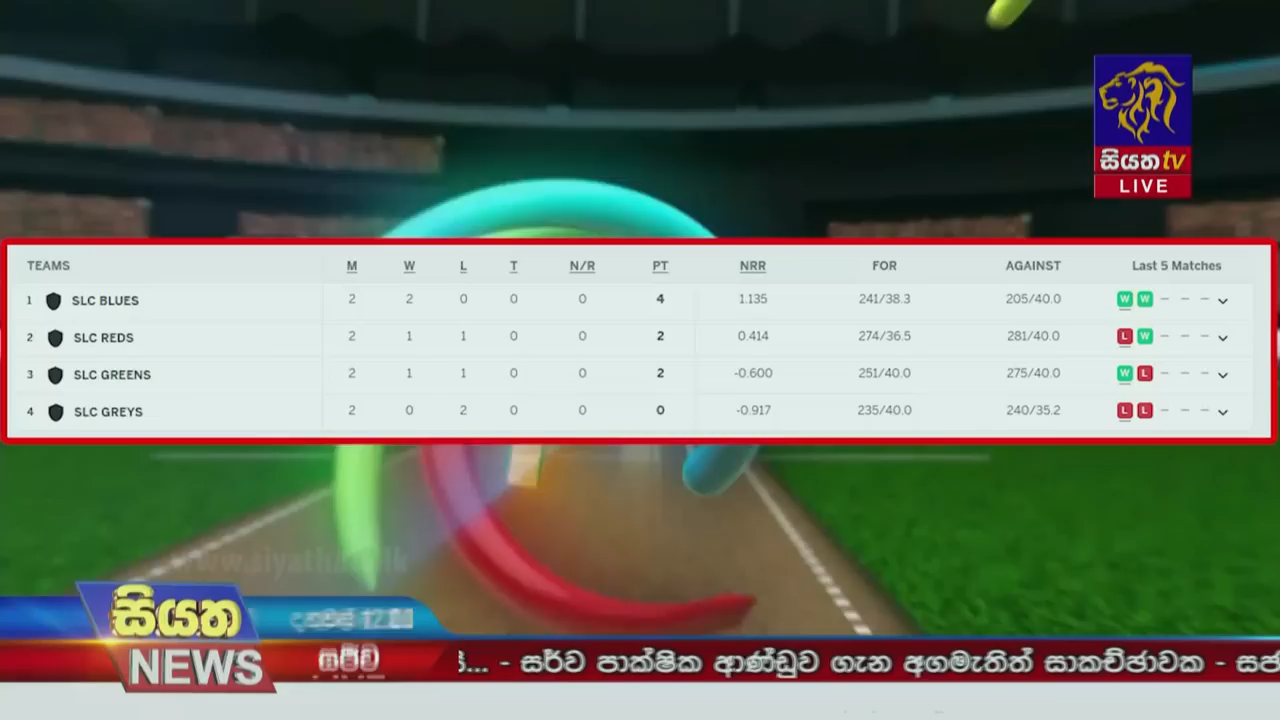 සියත tv
LIVE
TEAMS M W L T N/R PT NRR FOR AGAINST Last 5 Matches
1 SLC BLUES 2 2 0 0 0 4 1.135 241/38.3 205/40.0 W W – – –
2 SLC REDS 2 1 1 0 0 2 0.414 274/36.5 281/40.0 L W – – –
3 SLC GREENS 2 1 1 0 0 2 -0.600 251/40.0 275/40.0 W L – – –
4 SLC GREYS 2 0 2 0 0 0 -0.917 235/40.0 240/35.2 L L – – –
සියත
NEWS
... - සර්ව පාක්ෂික ආණ්ඩුව ගැන අගමැතිත් සාකච්ඡාවක -